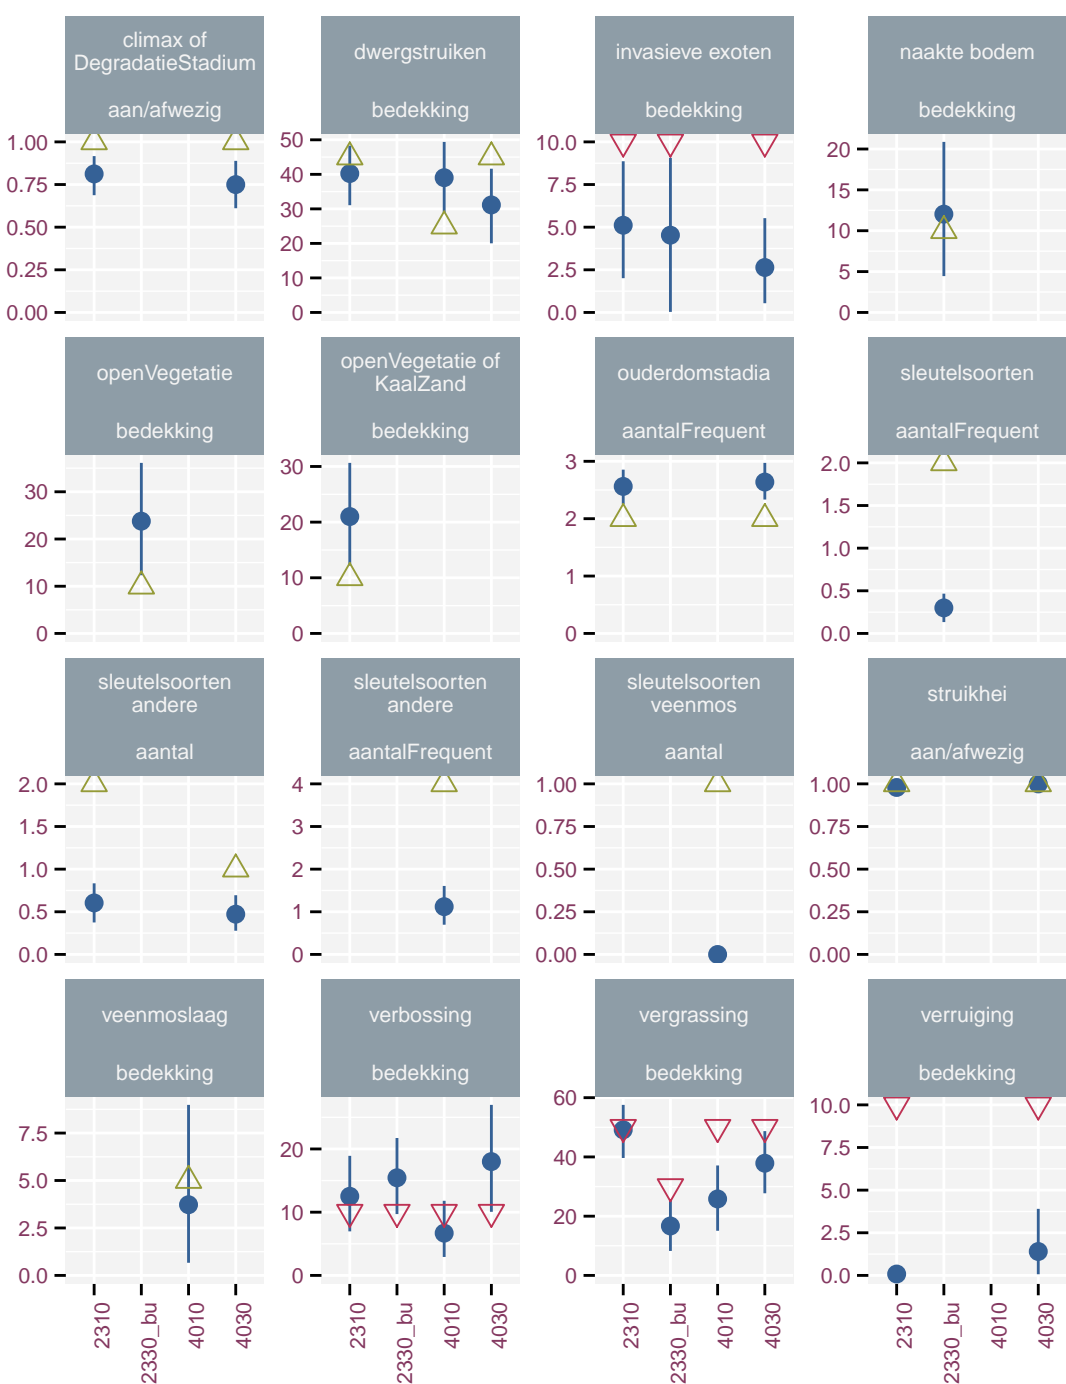 climax of
DegradatieStadium
aan/afwezig
dwergstruiken
bedekking
invasieve exoten
bedekking
naakte bodem
bedekking
1.00
0.75
0.50
0.25
0.00
50
40
30
20
10
0
10.0
7.5
5.0
2.5
0.0
20
15
10
5
0
openVegetatie
bedekking
openVegetatie of
KaalZand
bedekking
ouderdomstadia
aantalFrequent
sleutelsoorten
aantalFrequent
30
20
10
0
30
20
10
0
3
2
1
0
2.0
1.5
1.0
0.5
0.0
sleutelsoorten
andere
aantal
sleutelsoorten
andere
aantalFrequent
sleutelsoorten
veenmos
aantal
struikhei
aan/afwezig
2.0
1.5
1.0
0.5
0.0
4
3
2
1
0
1.00
0.75
0.50
0.25
0.00
1.00
0.75
0.50
0.25
0.00
veenmoslaag
bedekking
verbossing
bedekking
vergrassing
bedekking
verruiging
bedekking
7.5
5.0
2.5
0.0
20
10
0
60
40
20
0
10.0
7.5
5.0
2.5
0.0
2310
2330_bu
4010
4030
2310
2330_bu
4010
4030
2310
2330_bu
4010
4030
2310
2330_bu
4010
4030